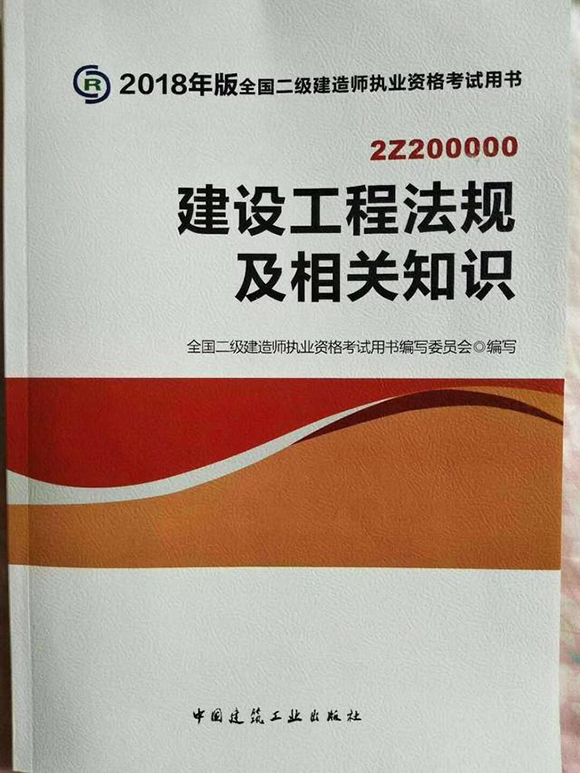 R
2018年版全国二级建造师执业资格考试用书
2Z200000
建设工程法规
及相关知识
全国二级建造师执业资格考试用书编写委员会◎编写
中国建筑工业出版社